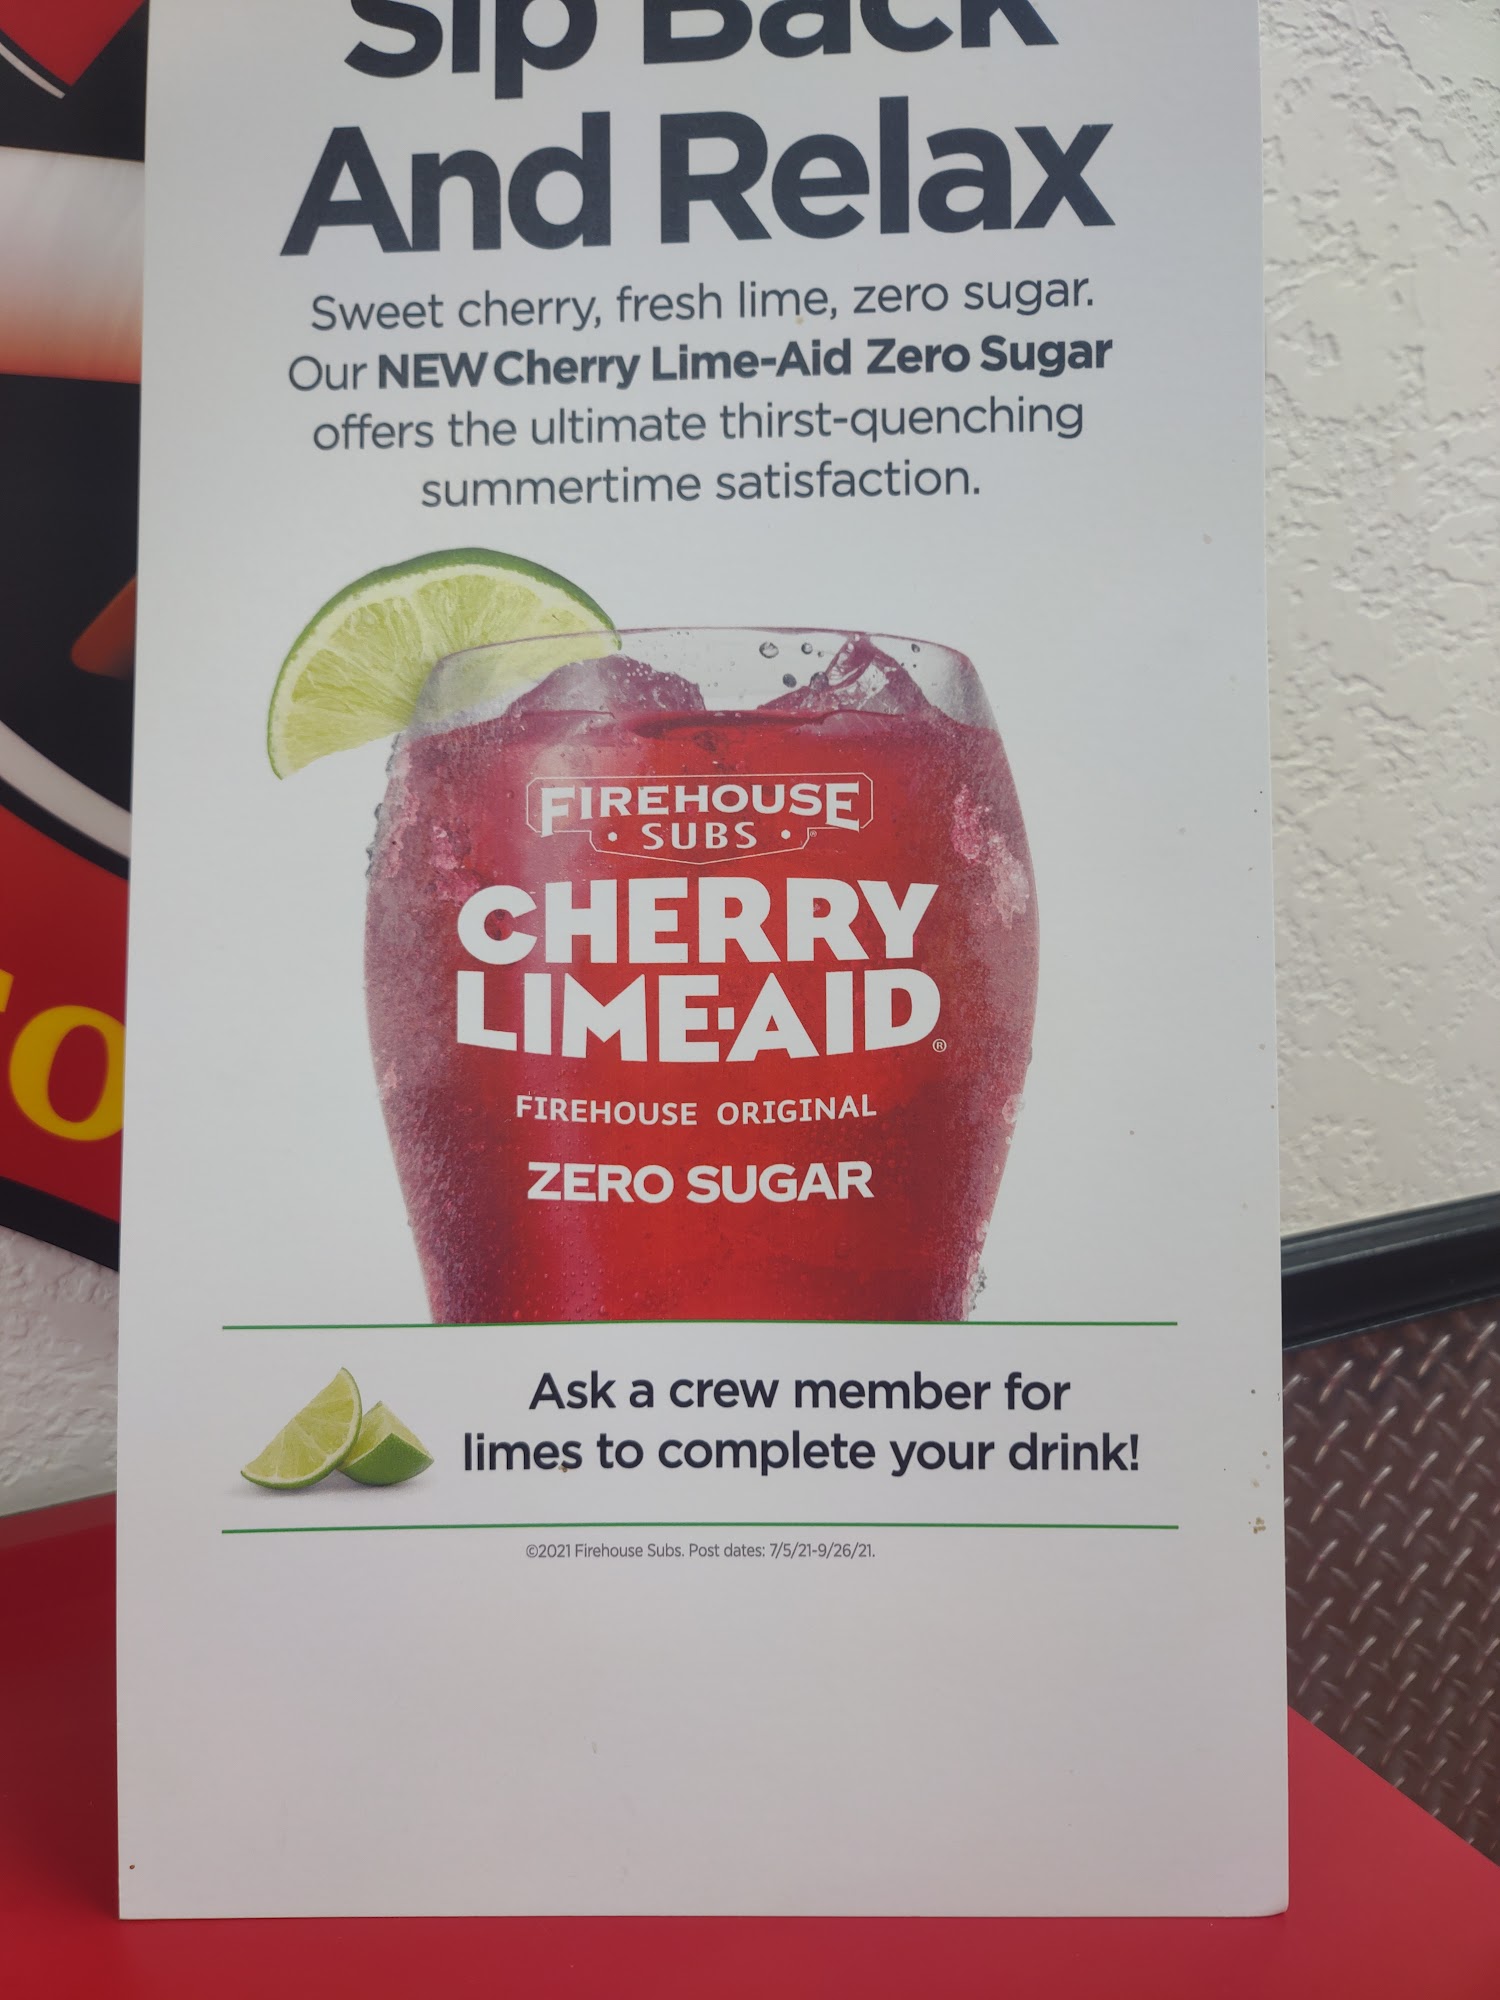 Sip Back
And Relax
Sweet cherry, fresh lime, zero sugar.
Our NEW Cherry Lime-Aid Zero Sugar
offers the ultimate thirst-quenching
summertime satisfaction.
FIREHOUSE
• SUBS •®
CHERRY
LIME-AID®
FIREHOUSE ORIGINAL
ZERO SUGAR
Ask a crew member for
limes to complete your drink!
©2021 Firehouse Subs. Post dates: 7/5/21-9/26/21.